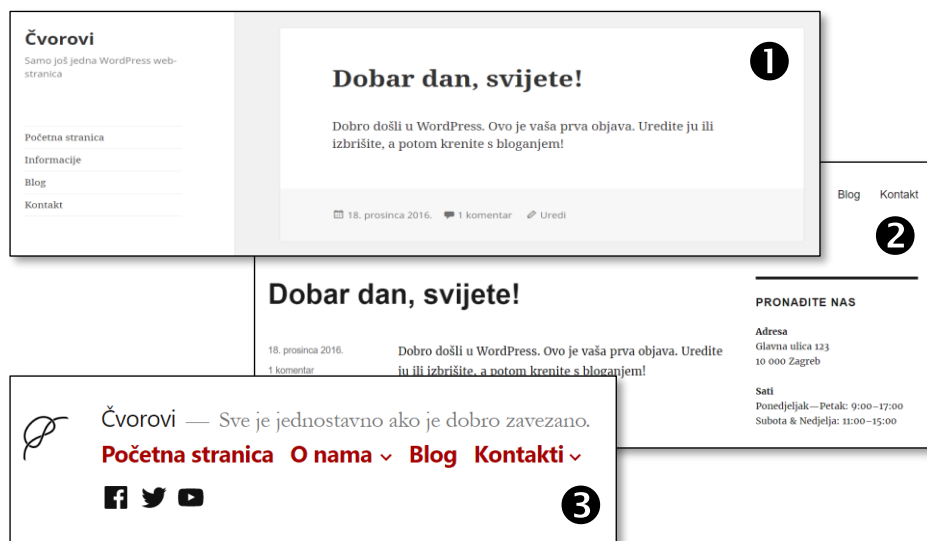 Čvorovi
Samo još jedna WordPress web-
stranica
Početna stranica
Informacije
Blog
Kontakt
Dobar dan, svijete!
Dobro došli u WordPress. Ovo je vaša prva objava. Uredite ju ili
izbrišite, a potom krenite s bloganjem!
18. prosinca 2016. 1 komentar Uredi
1
Blog Kontakt
2
Dobar dan, svijete!
18. prosinca 2016.
1 komentar
Dobro došli u WordPress. Ovo je vaša prva objava. Uredite
ju ili izbrišite, a potom krenite s bloganjem!
PRONAĐITE NAS
Adresa
Glavna ulica 123
10 000 Zagreb
Sati
Ponedjeljak—Petak: 9:00–17:00
Subota & Nedjelja: 11:00–15:00
Čvorovi — Sve je jednostavno ako je dobro zavezano.
Početna stranica O nama Blog Kontakti
3